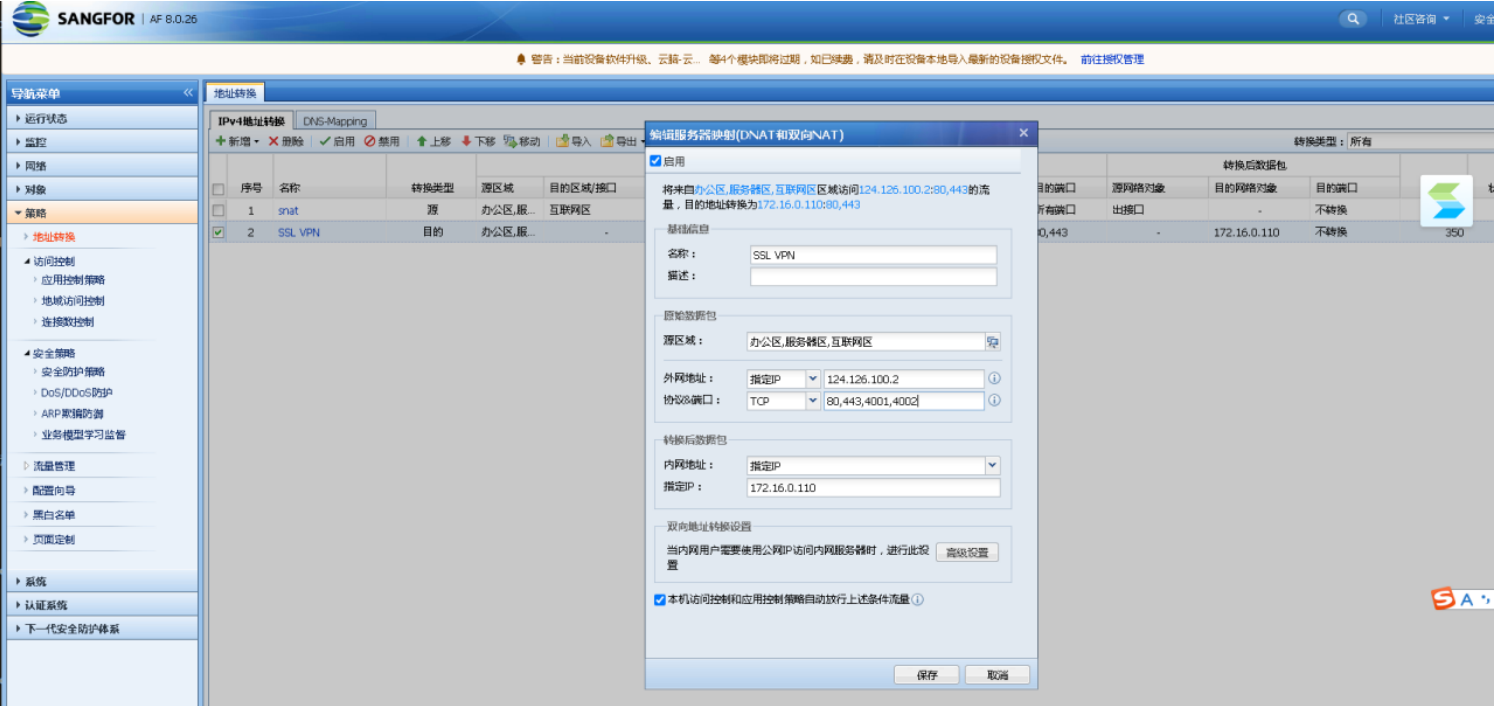 SANGFOR | AF 8.0.26
社区咨询
安全
警告：当前设备软件升级、云脑-云... 等4个模块即将过期，如已续费，请及时在设备本地导入最新的设备授权文件。 前往授权管理
导航菜单
运行状态
监控
网络
对象
策略
地址转换
访问控制
应用控制策略
地域访问控制
连接数控制
安全策略
安全防护策略
DoS/DDoS防护
ARP欺骗防御
业务模型学习监督
流量管理
配置向导
黑白名单
页面定制
系统
认证系统
下一代安全防护体系
地址转换
IPv4地址转换 DNS-Mapping
新增 删除 启用 禁用 上移 下移 移动 导入 导出
转换类型：所有
转换后数据包
序号 名称 转换类型 源区域 目的区域/接口 目的端口 源网络对象 目的网络对象 目的端口
1 snat 源 办公区,服... 互联网区 所有端口 出接口 - 不转换
2 SSL VPN 目的 办公区,服... - 80,443 - 172.16.0.110 不转换 350
编辑服务器映射(DNAT和双向NAT)
启用
将来自办公区,服务器区,互联网区区域访问124.126.100.2:80,443的流
量，目的地址转换为172.16.0.110:80,443
基础信息
名称： SSL VPN
描述：
原始数据包
源区域： 办公区,服务器区,互联网区
外网地址： 指定IP 124.126.100.2
协议&端口： TCP 80,443,4001,4002
转换后数据包
内网地址： 指定IP
指定IP： 172.16.0.110
双向地址转换设置
当内网用户需要使用公网IP访问内网服务器时，进行此设
置
高级设置
本机访问控制和应用控制策略自动放行上述条件流量
保存 取消